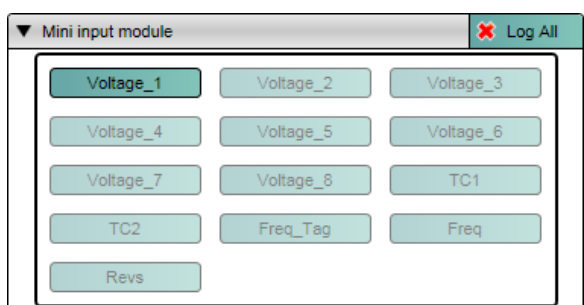 Mini input module Log All
Voltage_1 Voltage_2 Voltage_3
Voltage_4 Voltage_5 Voltage_6
Voltage_7 Voltage_8 TC1
TC2 Freq_Tag Freq
Revs